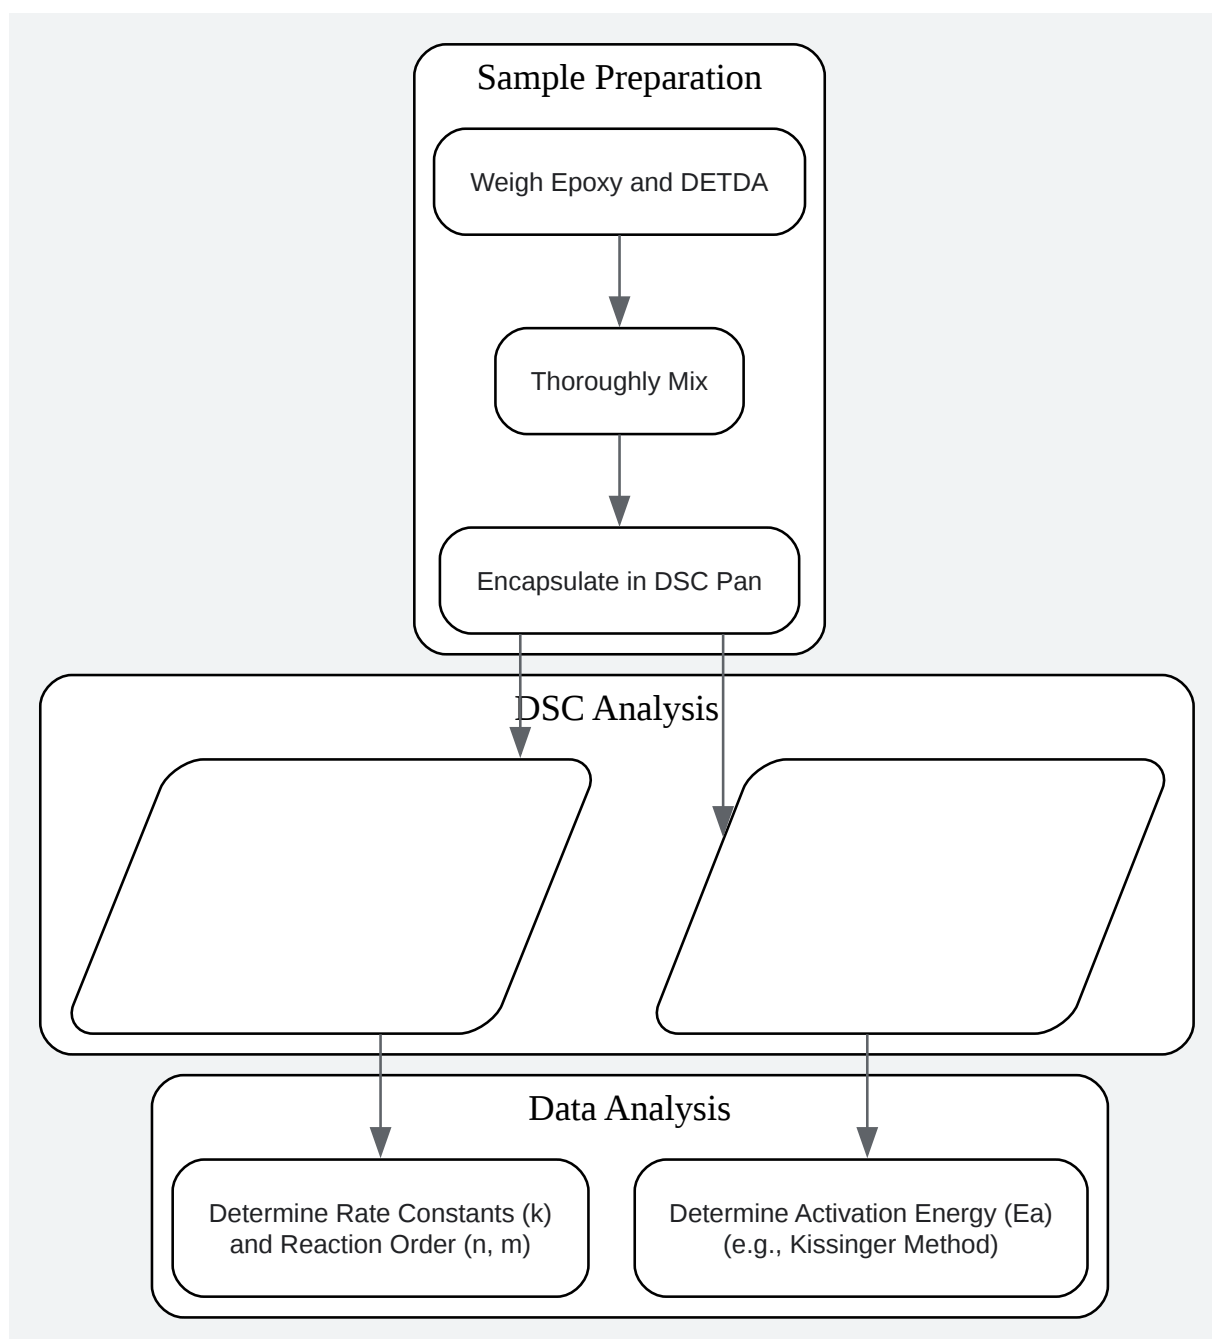 Sample Preparation
Weigh Epoxy and DETDA
Thoroughly Mix
Encapsulate in DSC Pan
DSC Analysis
Data Analysis
Determine Rate Constants (k)
and Reaction Order (n, m)
Determine Activation Energy (Ea)
(e.g., Kissinger Method)